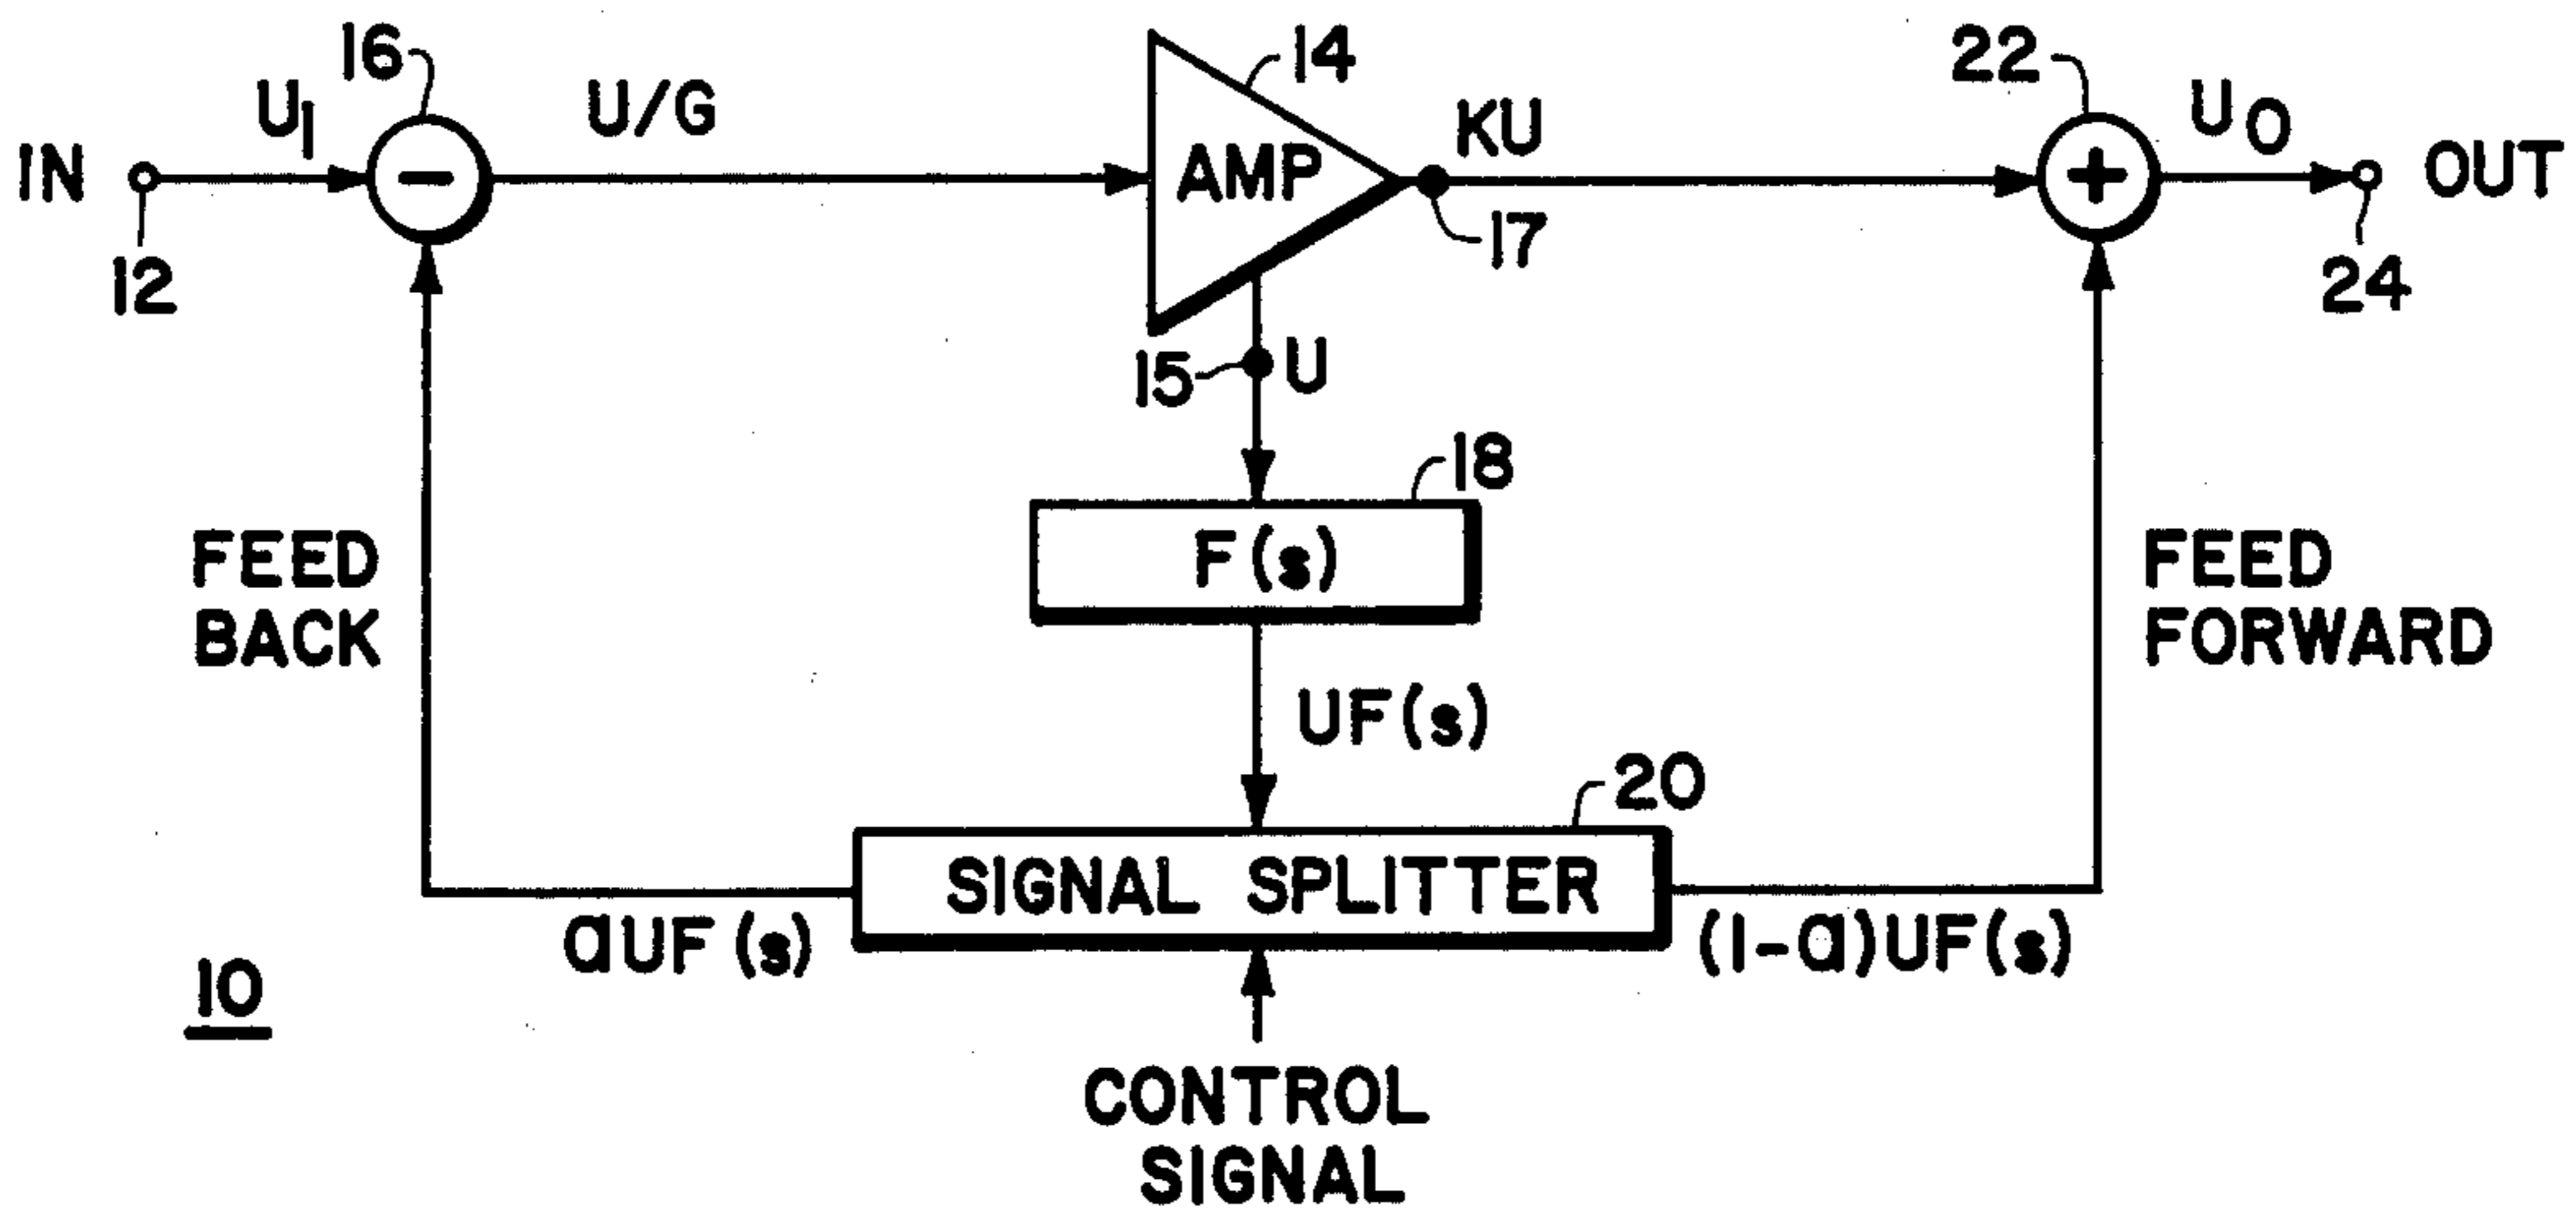 16
14
22
U1
U/G
KU
UO
IN
AMP
OUT
12
17
24
15
U
18
F(s)
FEED
BACK
FEED
FORWARD
UF(s)
20
SIGNAL SPLITTER
aUF(s)
(1-a)UF(s)
10
CONTROL
SIGNAL